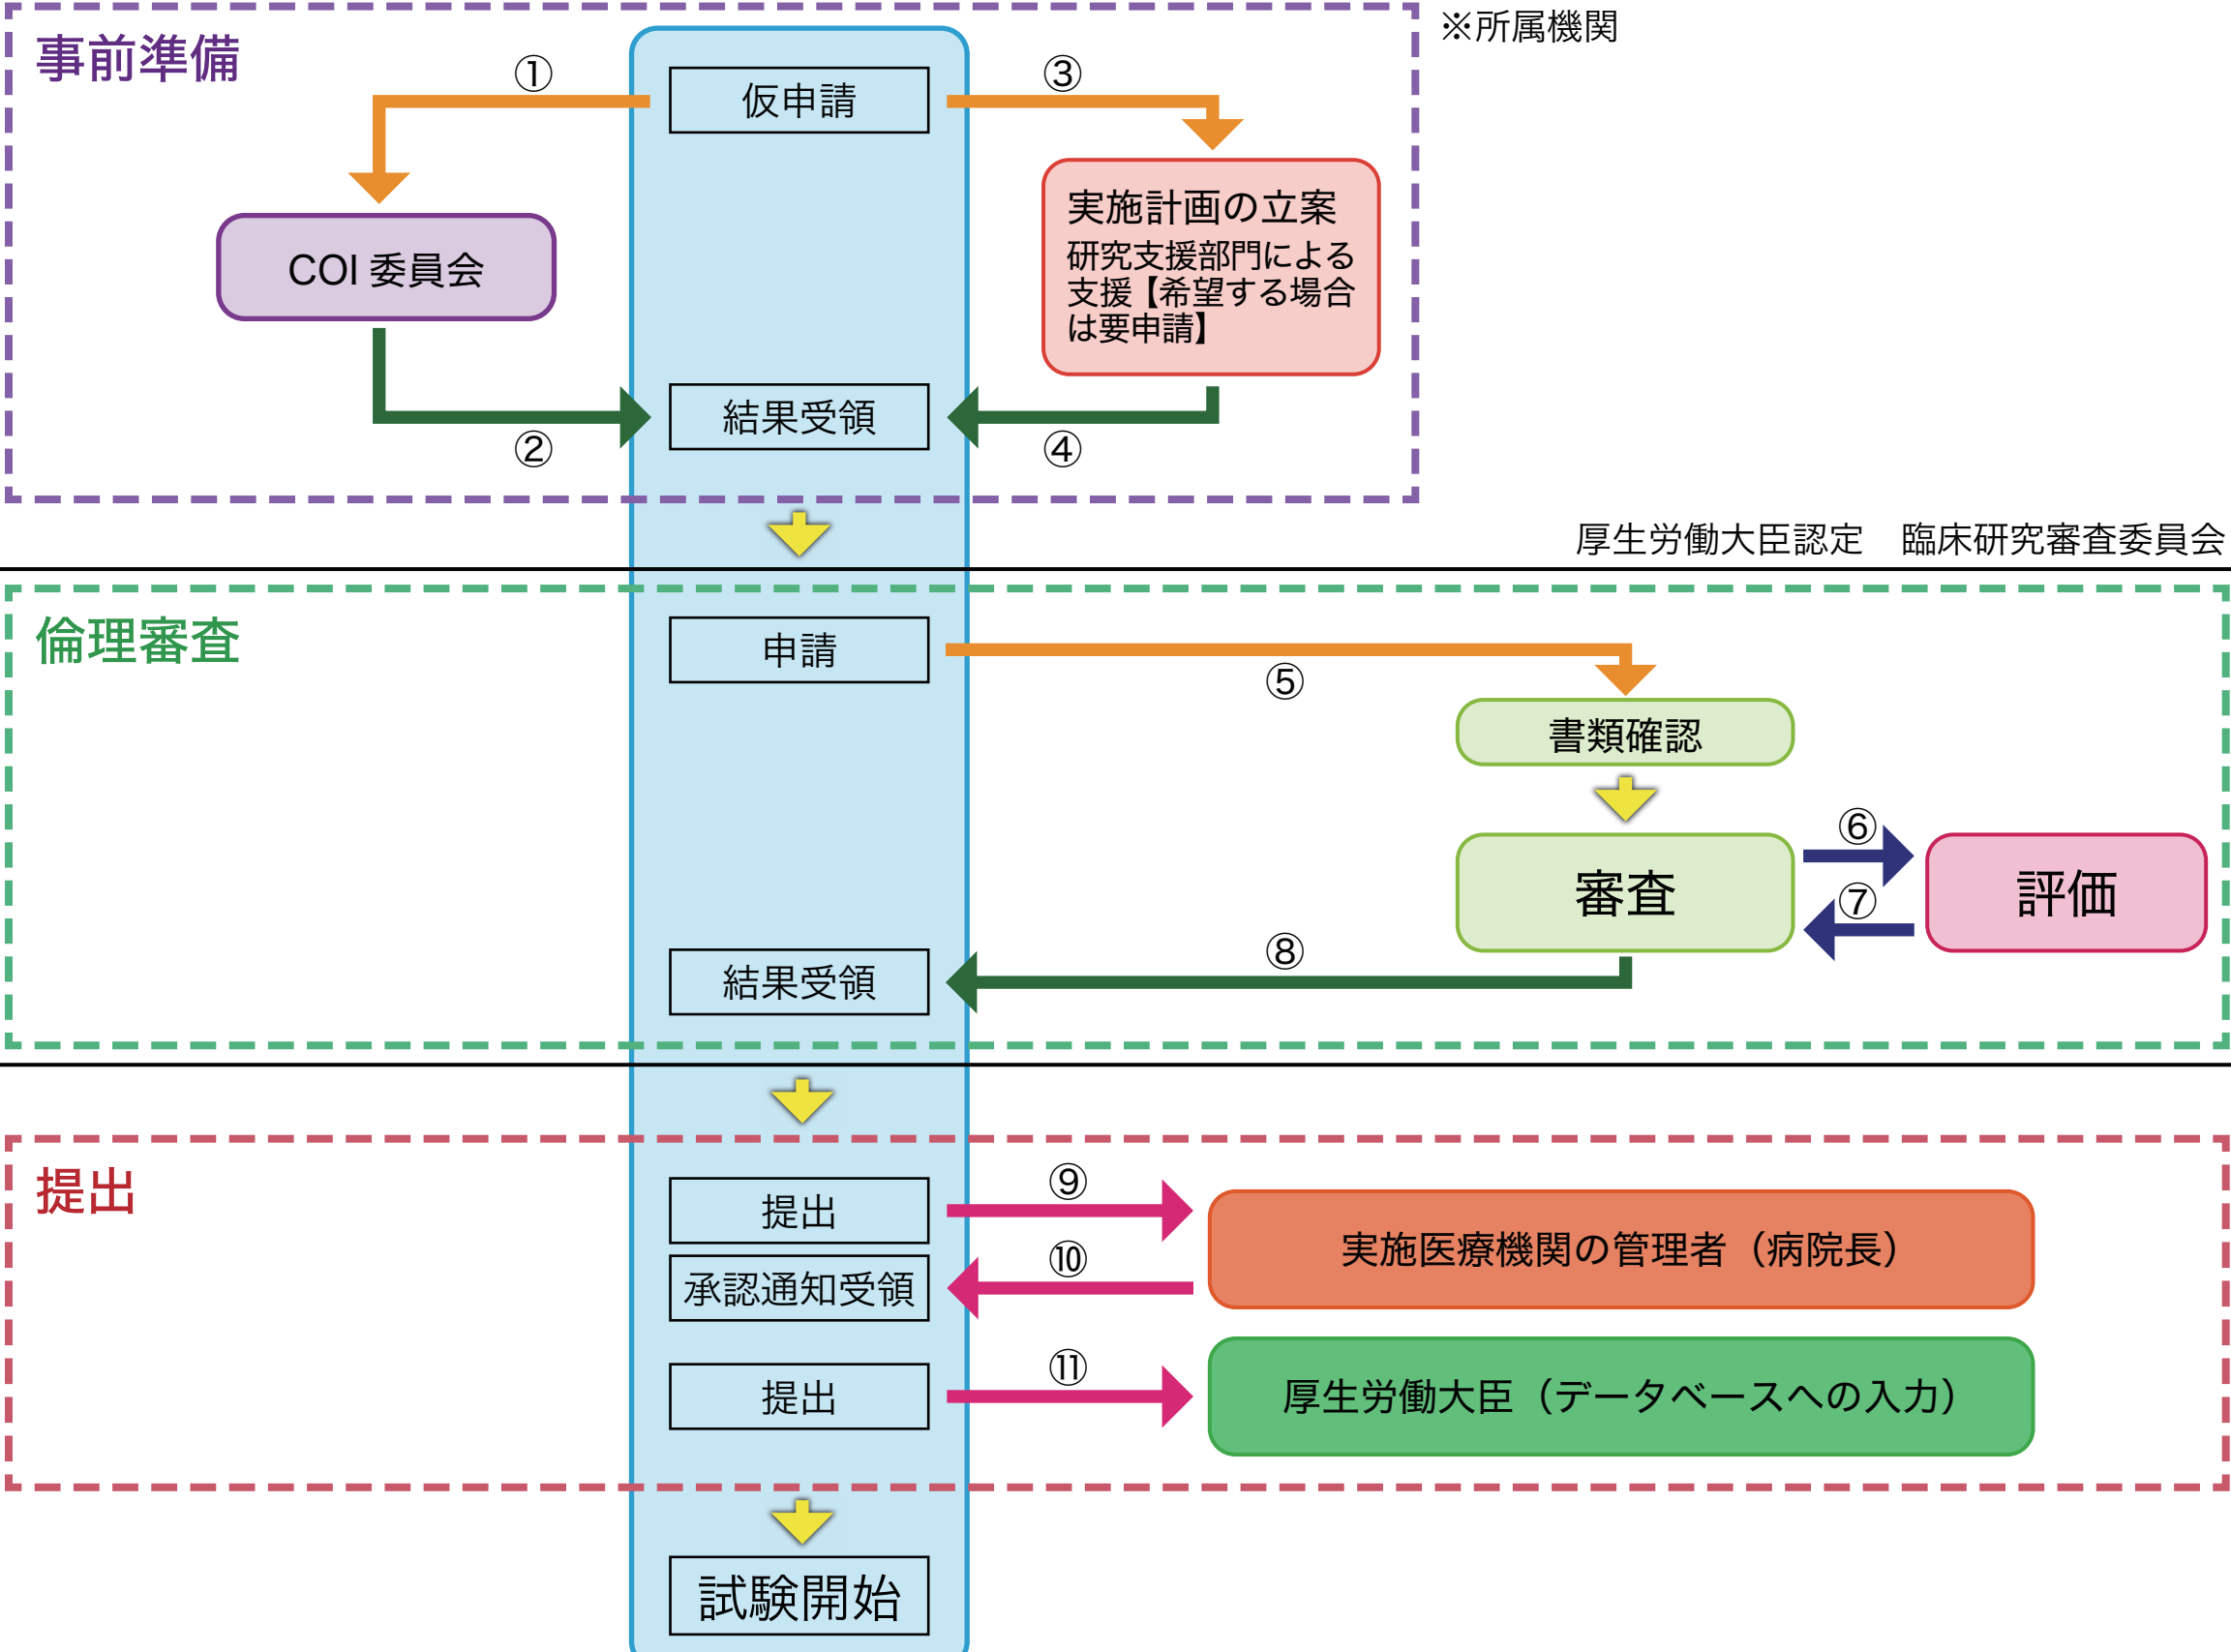 ※所属機関
事前準備
①
仮申請
③
COI 委員会
実施計画の立案
研究支援部門による
支援【希望する場合
は要申請】
②
結果受領
④
厚生労働大臣認定　臨床研究審査委員会
倫理審査
申請
⑤
書類確認
審査
⑥
⑦
評価
結果受領
⑧
提出
提出
⑨
実施医療機関の管理者（病院長）
承認通知受領
⑩
提出
⑪
厚生労働大臣（データベースへの入力）
試験開始